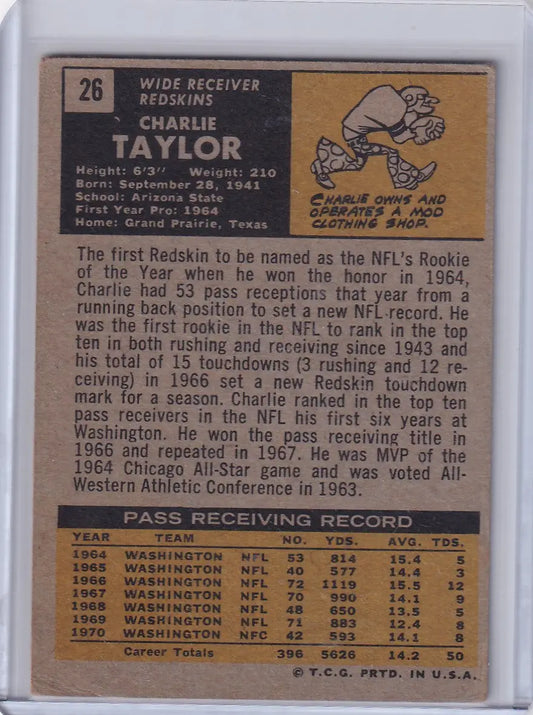 26
WIDE RECEIVER
REDSKINS
CHARLIE
TAYLOR
Height: 6'3" Weight: 210
Born: September 28, 1941
School: Arizona State
First Year Pro: 1964
Home: Grand Prairie, Texas
CHARLIE OWNS AND
OPERATES A MOD
CLOTHING SHOP.
The first Redskin to be named as the NFL's Rookie
of the Year when he won the honor in 1964,
Charlie had 53 pass receptions that year from a
running back position to set a new NFL record. He
was the first rookie in the NFL to rank in the top
ten in both rushing and receiving since 1943 and
his total of 15 touchdowns (3 rushing and 12 re-
ceiving) in 1966 set a new Redskin touchdown
mark for a season. Charlie ranked in the top ten
pass receivers in the NFL his first six years at
Washington. He won the pass receiving title in
1966 and repeated in 1967. He was MVP of the
1964 Chicago All-Star game and was voted All-
Western Athletic Conference in 1963.
PASS RECEIVING RECORD
YEAR TEAM NO. YDS. AVG. TDS.
1964 WASHINGTON NFL 53 814 15.4 5
1965 WASHINGTON NFL 40 577 14.4 3
1966 WASHINGTON NFL 72 1119 15.5 12
1967 WASHINGTON NFL 70 990 14.1 9
1968 WASHINGTON NFL 48 650 13.5 5
1969 WASHINGTON NFL 71 883 12.4 8
1970 WASHINGTON NFC 42 593 14.1 8
Career Totals 396 5626 14.2 50
© T.C.G. PRTD. IN U.S.A.